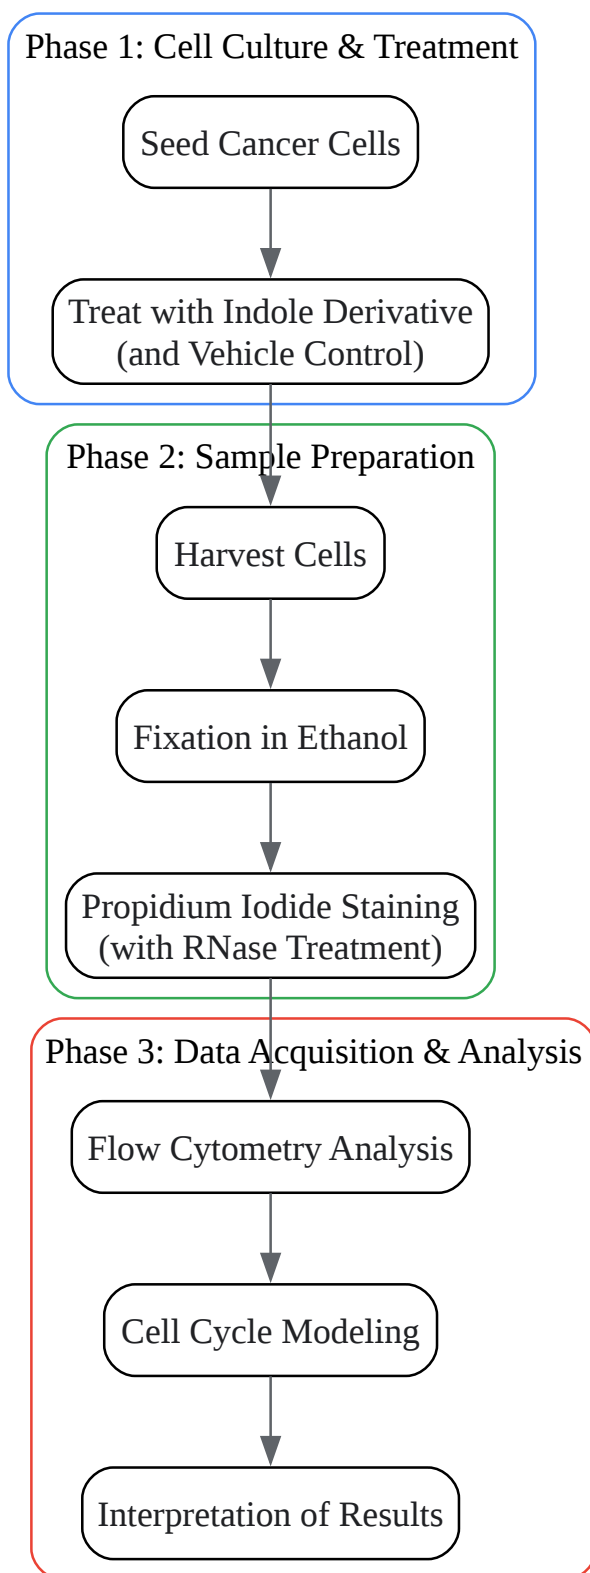 Phase 1: Cell Culture & Treatment
Seed Cancer Cells
Treat with Indole Derivative
(and Vehicle Control)
Phase 2: Sample Preparation
Harvest Cells
Fixation in Ethanol
Propidium Iodide Staining
(with RNase Treatment)
Phase 3: Data Acquisition & Analysis
Flow Cytometry Analysis
Cell Cycle Modeling
Interpretation of Results